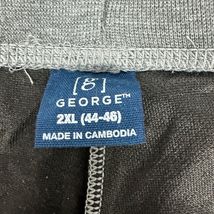 [g]
GEORGE™
2XL (44-46)
MADE IN CAMBODIA